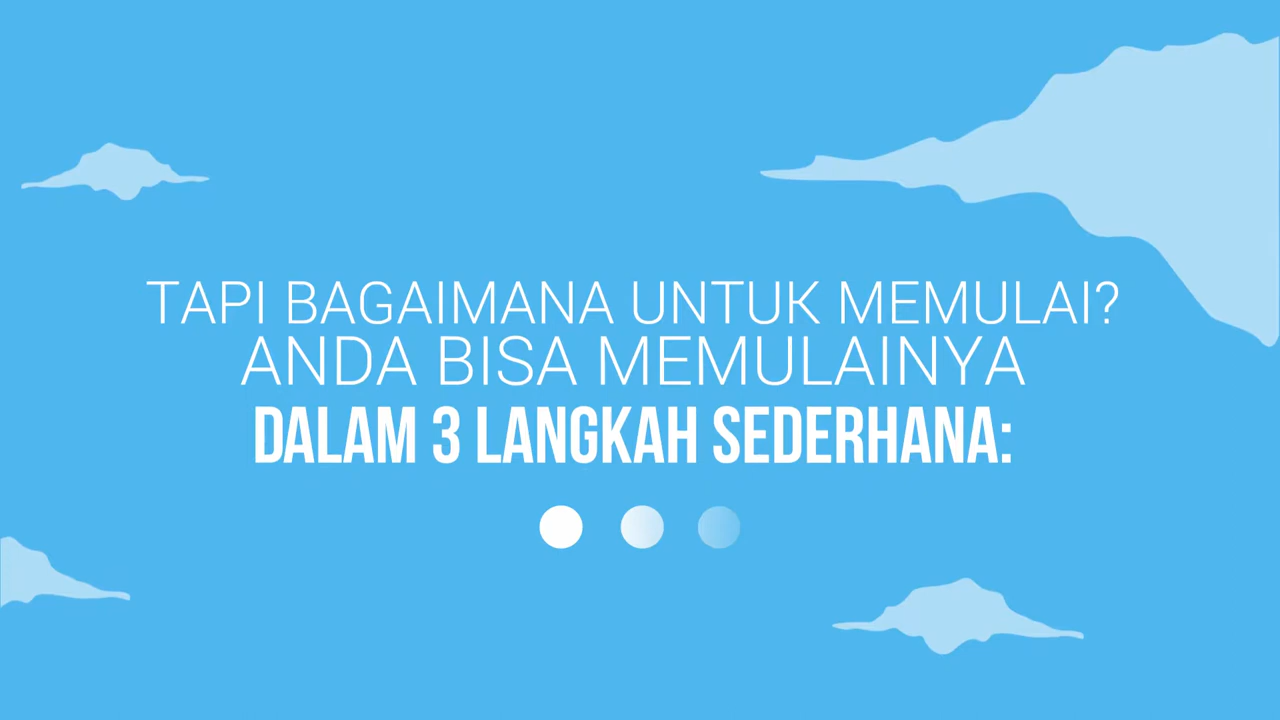 TAPI BAGAIMANA UNTUK MEMULAI?
ANDA BISA MEMULAINYA
DALAM 3 LANGKAH SEDERHANA: